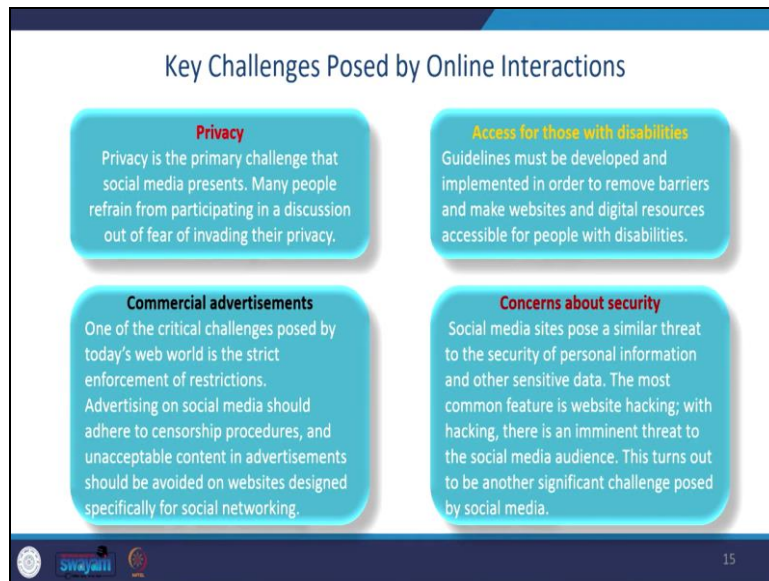 Key Challenges Posed by Online Interactions
Privacy
Privacy is the primary challenge that
social media presents. Many people
refrain from participating in a discussion
out of fear of invading their privacy.
Access for those with disabilities
Guidelines must be developed and
implemented in order to remove barriers
and make websites and digital resources
accessible for people with disabilities.
Commercial advertisements
One of the critical challenges posed by
today's web world is the strict
enforcement of restrictions.
Advertising on social media should
adhere to censorship procedures, and
unacceptable content in advertisements
should be avoided on websites designed
specifically for social networking.
Concerns about security
Social media sites pose a similar threat
to the security of personal information
and other sensitive data. The most
common feature is website hacking; with
hacking, there is an imminent threat to
the social media audience. This turns out
to be another significant challenge posed
by social media.
swayam
15